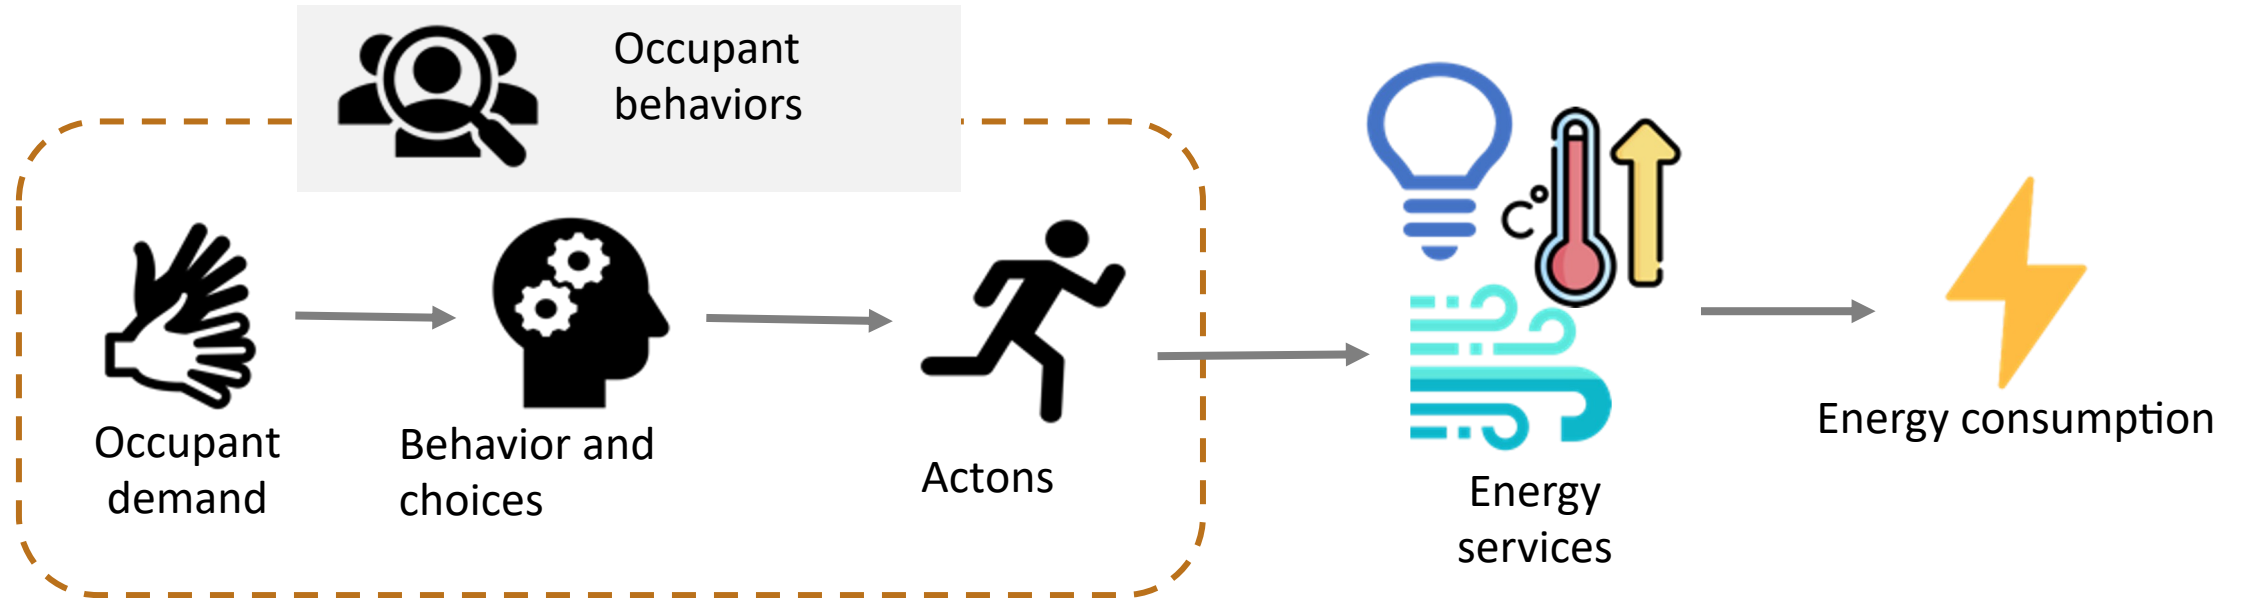 Occupant
behaviors
Occupant
demand
Behavior and
choices
Actons
C°
Energy
services
Energy consumption